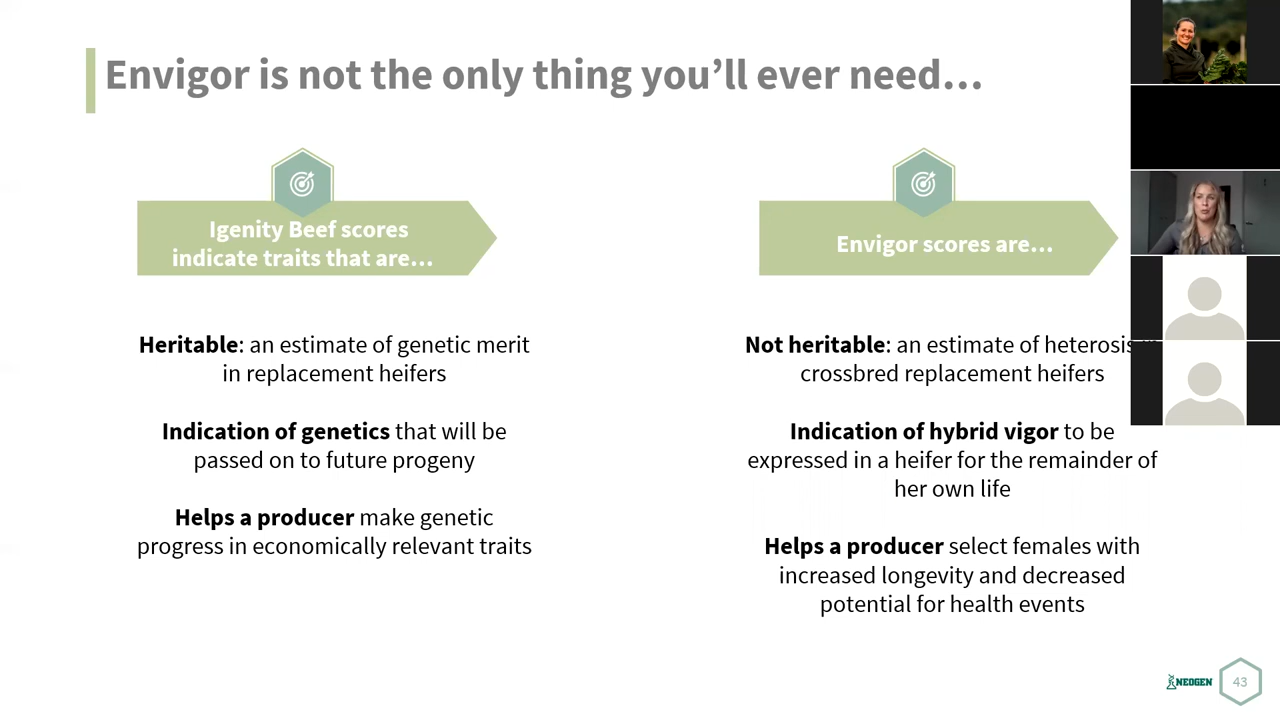 Envigor is not the only thing you’ll ever need…
Igenity Beef scores
indicate traits that are…
Heritable: an estimate of genetic merit
in replacement heifers
Indication of genetics that will be
passed on to future progeny
Helps a producer make genetic
progress in economically relevant traits
Envigor scores are…
Not heritable: an estimate of heterosis
crossbred replacement heifers
Indication of hybrid vigor to be
expressed in a heifer for the remainder of
her own life
Helps a producer select females with
increased longevity and decreased
potential for health events
NEOGEN
43